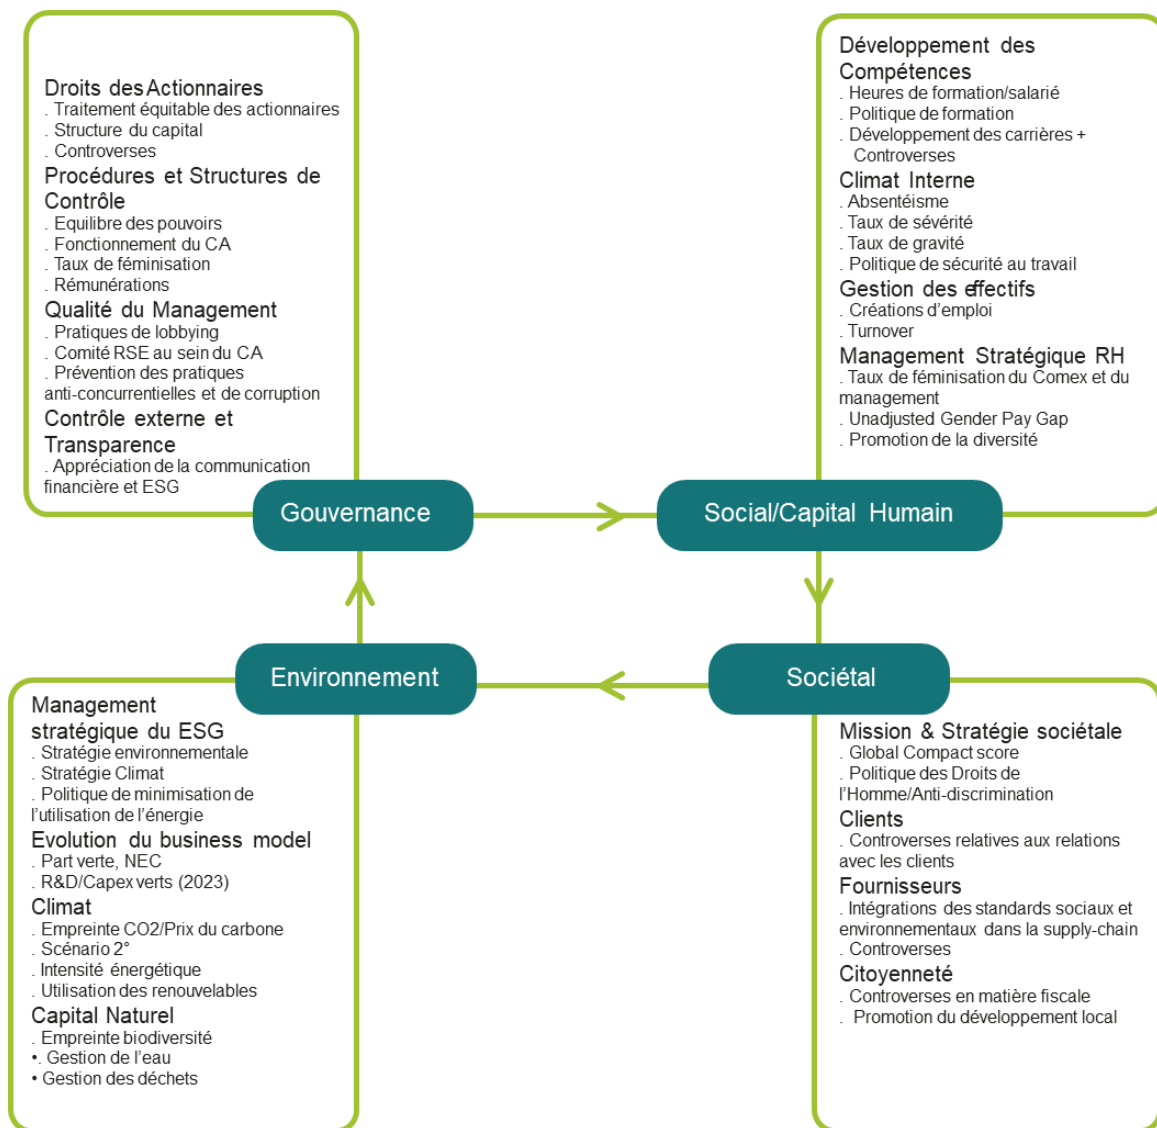 Droits des Actionnaires
. Traitement équitable des actionnaires
. Structure du capital
. Controverses
Procédures et Structures de
Contrôle
. Equilibre des pouvoirs
. Fonctionnement du CA
. Taux de féminisation
. Rémunérations
Qualité du Management
. Pratiques de lobbying
. Comité RSE au sein du CA
. Prévention des pratiques
anti-concurrentielles et de corruption
Contrôle externe et
Transparence
. Appréciation de la communication
financière et ESG
Gouvernance
Développement des
Compétences
. Heures de formation/salarié
. Politique de formation
. Développement des carrières +
Controverses
Climat Interne
. Absentéisme
. Taux de sévérité
. Taux de gravité
. Politique de sécurité au travail
Gestion des effectifs
. Créations d'emploi
. Turnover
Management Stratégique RH
. Taux de féminisation du Comex et du
management
. Unadjusted Gender Pay Gap
. Promotion de la diversité
Social/Capital Humain
Environnement
Management
stratégique du ESG
. Stratégie environnementale
. Stratégie Climat
. Politique de minimisation de
l'utilisation de l'énergie
Evolution du business model
. Part verte, NEC
. R&D/Capex verts (2023)
Climat
. Empreinte CO2/Prix du carbone
. Scénario 2°
. Intensité énergétique
. Utilisation des renouvelables
Capital Naturel
. Empreinte biodiversité
•. Gestion de l'eau
• Gestion des déchets
Sociétal
Mission & Stratégie sociétale
. Global Compact score
. Politique des Droits de
l'Homme/Anti-discrimination
Clients
. Controverses relatives aux relations
avec les clients
Fournisseurs
. Intégrations des standards sociaux et
environnementaux dans la supply-chain
. Controverses
Citoyenneté
. Controverses en matière fiscale
. Promotion du développement local